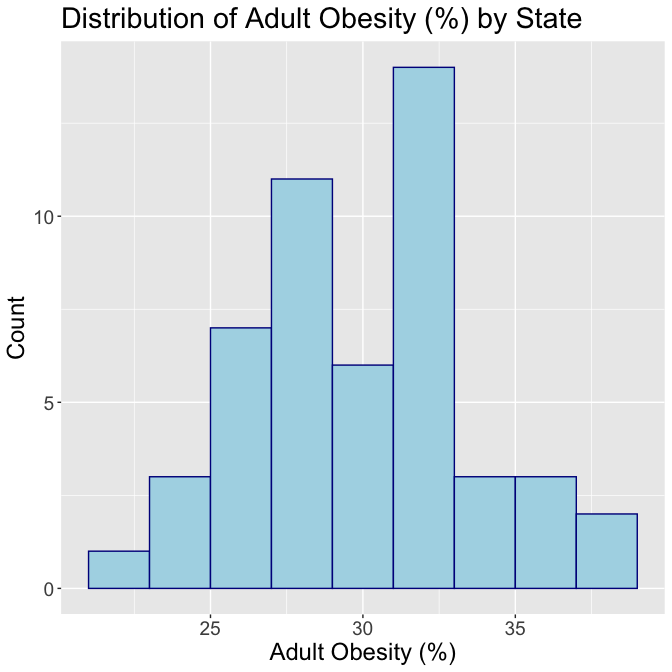 Distribution of Adult Obesity (%) by State
Count
10
5
0
25 30 35
Adult Obesity (%)